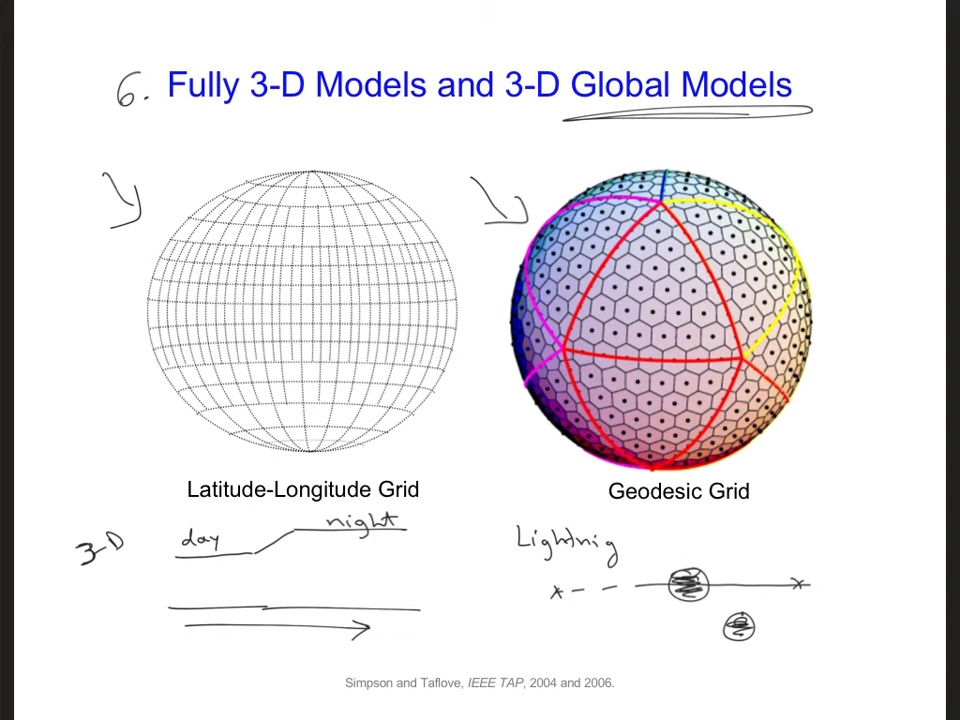 6. Fully 3-D Models and 3-D Global Models
Latitude-Longitude Grid
Geodesic Grid
3-D
day
night
Lightnig
Simpson and Taflove, IEEE TAP, 2004 and 2006.